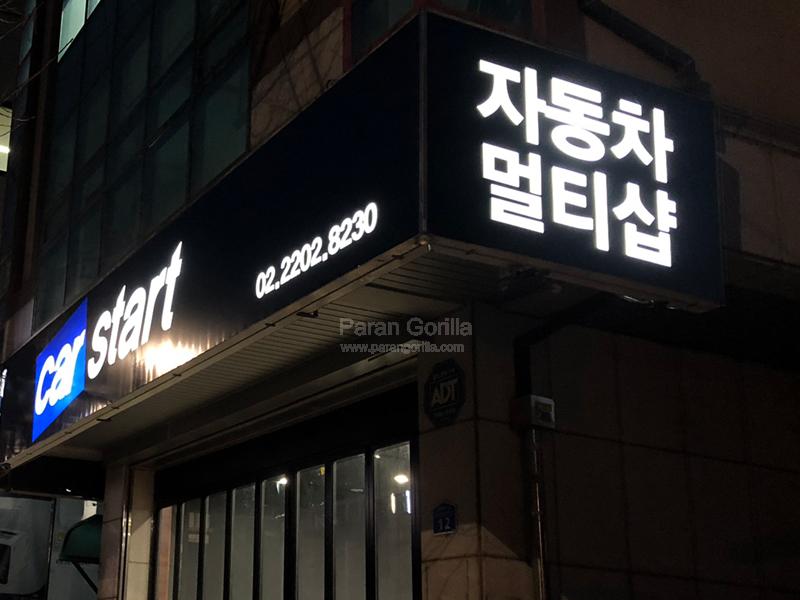 자동차
멀티샵
car start
02.2202.8230
Paran Gorilla
www.parangorilla.com
ADT
12